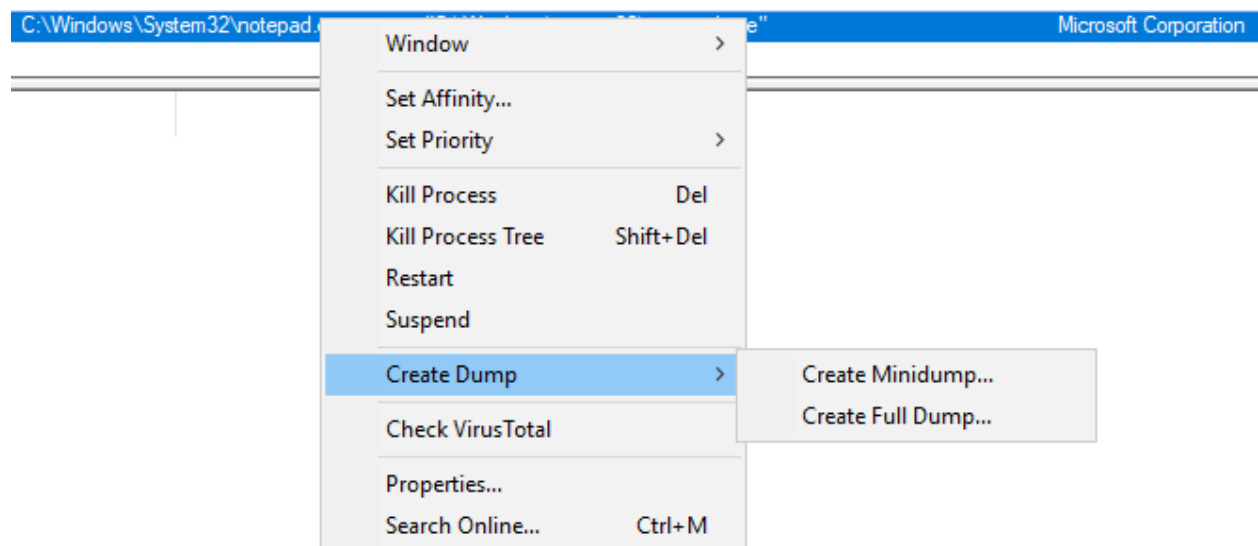 C:\Windows\System32\notepad. e" Microsoft Corporation
Window >
Set Affinity...
Set Priority >
Kill Process Del
Kill Process Tree Shift+Del
Restart
Suspend
Create Dump >
Create Minidump...
Create Full Dump...
Check VirusTotal
Properties...
Search Online... Ctrl+M